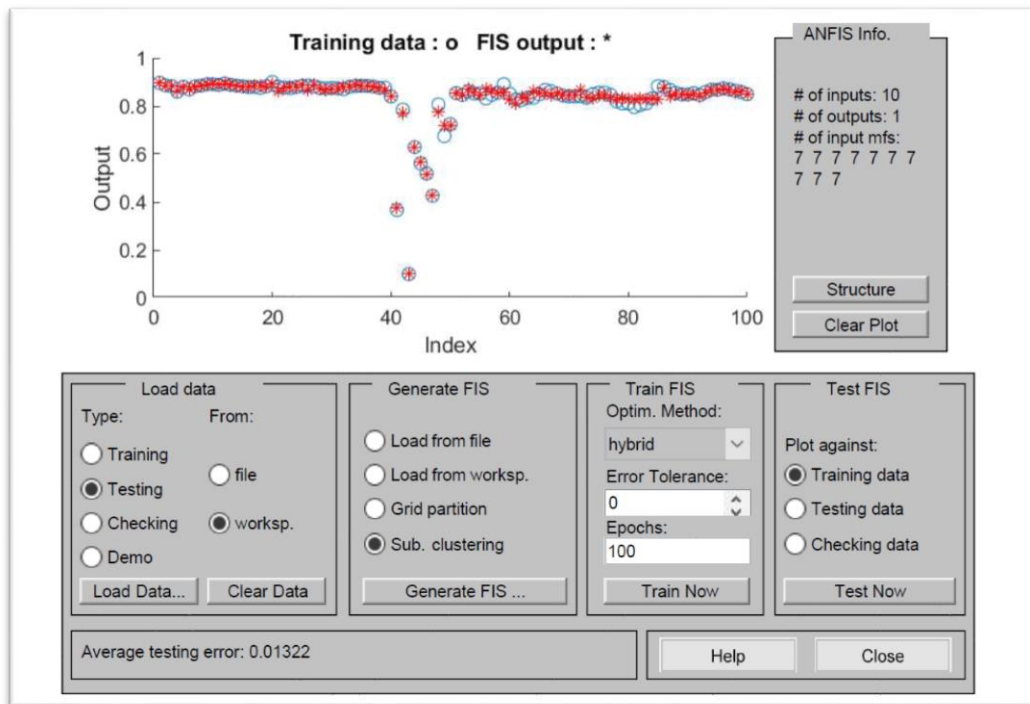 Training data : o   FIS output : *
1
0.8
0.6
0.4
0.2
0
Output
0
20
40
60
80
100
Index
ANFIS Info.
# of inputs: 10
# of outputs: 1
# of input mfs:
7 7 7 7 7 7 7
7 7 7
Structure
Clear Plot
Load data
Type:
From:
Training
Testing
Checking
Demo
file
worksp.
Load Data...
Clear Data
Generate FIS
Load from file
Load from worksp.
Grid partition
Sub. clustering
Generate FIS ...
Train FIS
Optim. Method:
hybrid
Error Tolerance:
0
Epochs:
100
Train Now
Test FIS
Plot against:
Training data
Testing data
Checking data
Test Now
Average testing error: 0.01322
Help
Close